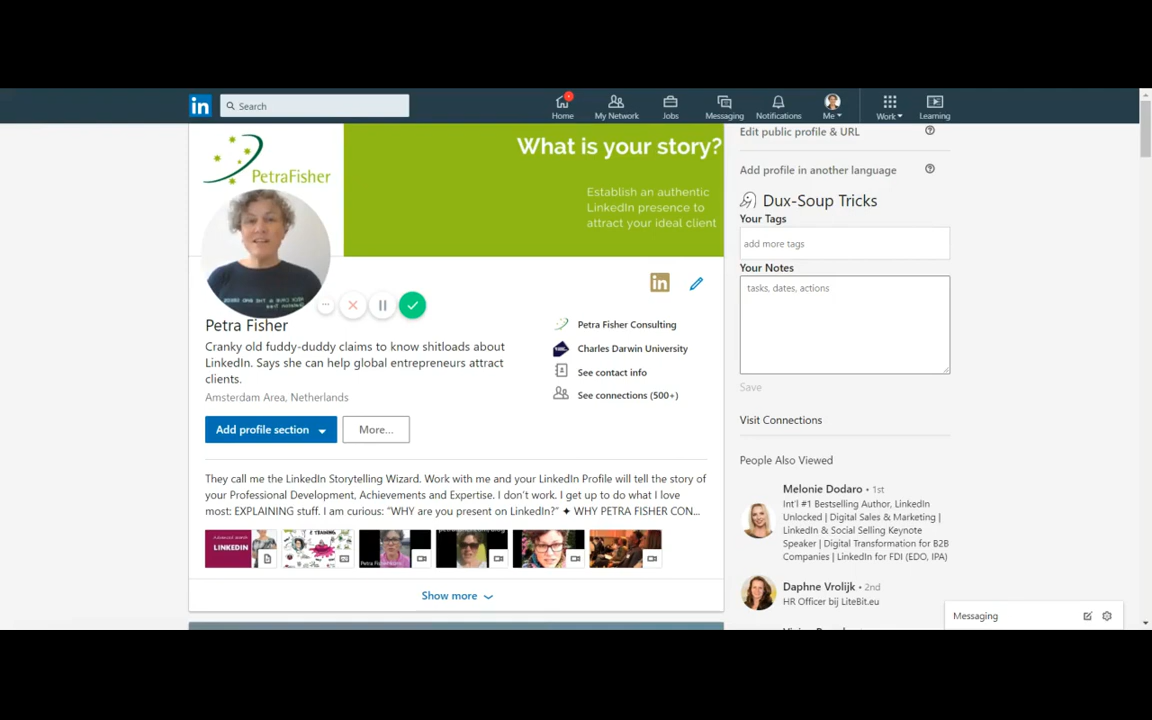 in
Search
Home
My Network
Jobs
Messaging
Notifications
Me
Work
Learning
PetraFisher
What is your story?
Establish an authentic
LinkedIn presence to
attract your ideal client
in
Petra Fisher
Cranky old fuddy-duddy claims to know shitloads about
LinkedIn. Says she can help global entrepreneurs attract
clients.
Amsterdam Area, Netherlands
Petra Fisher Consulting
Charles Darwin University
See contact info
See connections (500+)
Add profile section
More...
They call me the LinkedIn Storytelling Wizard. Work with me and your LinkedIn Profile will tell the story of
your Professional Development, Achievements and Expertise. I don't work. I get up to do what I love
most: EXPLAINING stuff. I am curious: "WHY are you present on LinkedIn?" ✦ WHY PETRA FISHER CON...
LINKEDIN
Show more
Edit public profile & URL
Add profile in another language
Dux-Soup Tricks
Your Tags
add more tags
Your Notes
tasks, dates, actions
Save
Visit Connections
People Also Viewed
Melonie Dodaro • 1st
Int'l #1 Bestselling Author, LinkedIn
Unlocked | Digital Sales & Marketing |
LinkedIn & Social Selling Keynote
Speaker | Digital Transformation for B2B
Companies | LinkedIn for FDI (EDO, IPA)
Daphne Vrolijk • 2nd
HR Officer bij LiteBit.eu
Messaging